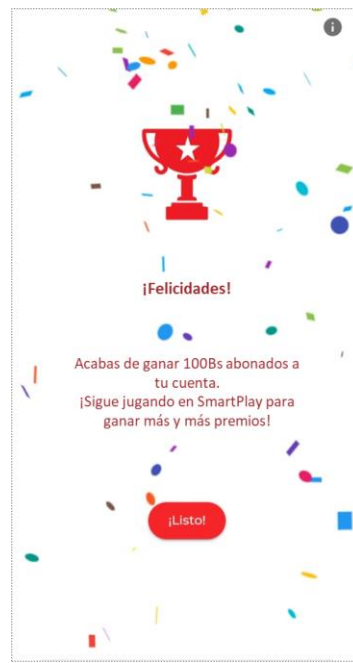 ¡Felicidades!
Acabas de ganar 100Bs abonados a
tu cuenta.
¡Sigue jugando en SmartPlay para
ganar más y más premios!
¡Listo!